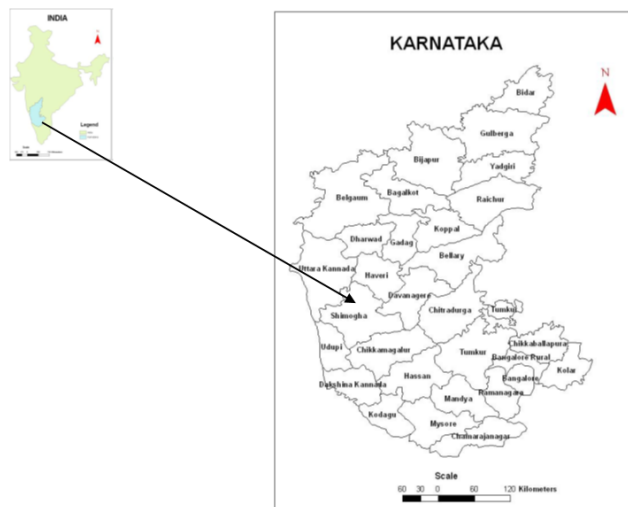 INDIA
N
Legend
KARNATAKA
N
Bidar
Gulberga
Bijapur
Yadgiri
Bagalkot
Raichur
Belgaum
Koppal
Dharwad
Gadag
Bellary
Uttara Kannada
Haveri
Davanagere
Chitradurga
Tumkur
Shimogha
Udupi
Chikkamagalur
Tumkur
Chikkaballapura
Bangalore Rural
Kolar
Hassan
Bangalore
Dakshina Kannada
Ramanagara
Mandya
Kodagu
Mysore
Chamarajanagar
Scale
60 30 0 60 120 Kilometers